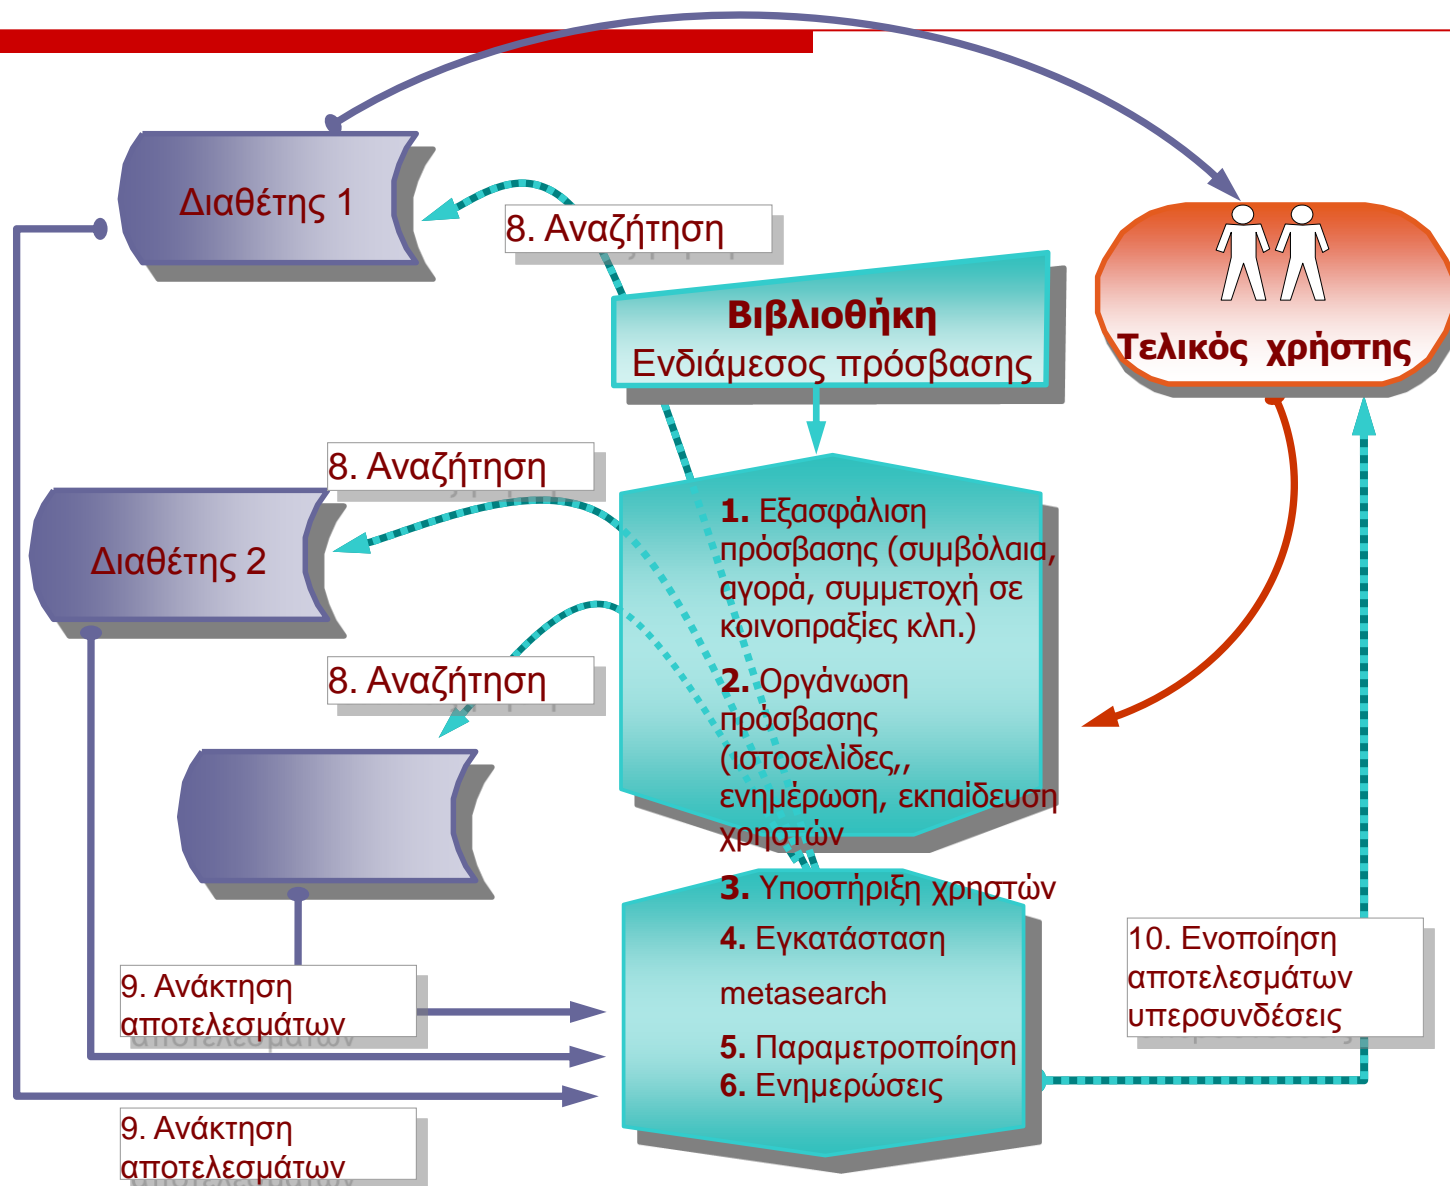 Διαθέτης 1
8. Αναζήτηση
Βιβλιοθήκη
Ενδιάμεσος πρόσβασης
Τελικός χρήστης
8. Αναζήτηση
Διαθέτης 2
8. Αναζήτηση
1. Εξασφάλιση
πρόσβασης (συμβόλαια,
αγορά, συμμετοχή σε
κοινοπραξίες κλπ.)
2. Οργάνωση
πρόσβασης
(ιστοσελίδες,,
ενημέρωση, εκπαίδευση
χρηστών
3. Υποστήριξη χρηστών
4. Εγκατάσταση
metasearch
5. Παραμετροποίηση
6. Ενημερώσεις
9. Ανάκτηση
αποτελεσμάτων
9. Ανάκτηση
αποτελεσμάτων
10. Ενοποίηση
αποτελεσμάτων
υπερσυνδέσεις